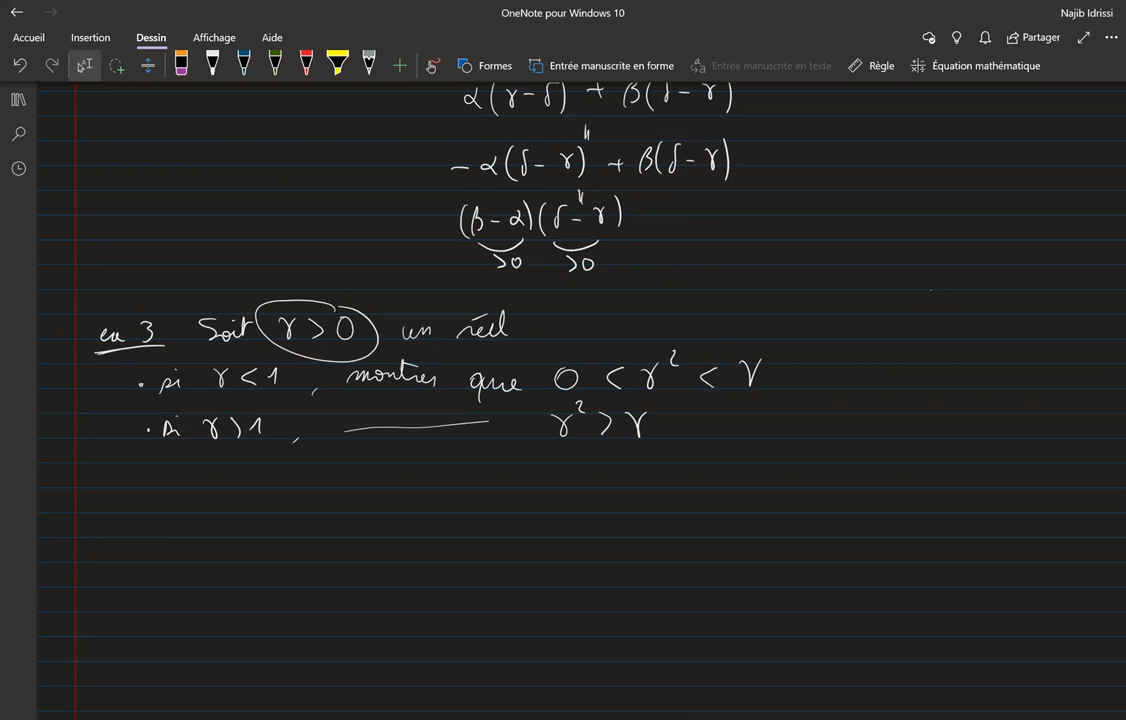 OneNote pour Windows 10
Najib Idrissi
Accueil Insertion Dessin Affichage Aide
Partager
Formes Entrée manuscrite en forme Entrée manuscrite en texte Règle Équation mathématique
α(γ-δ) + β(δ-γ)
"
-α(δ-γ) + β(δ-γ)
"
(β-α)(δ-γ)
>0 >0
ex 3 Soit γ > 0 un réel
• si γ < 1, montrer que 0 < γ² < γ
• si γ > 1, ——— γ² > γ